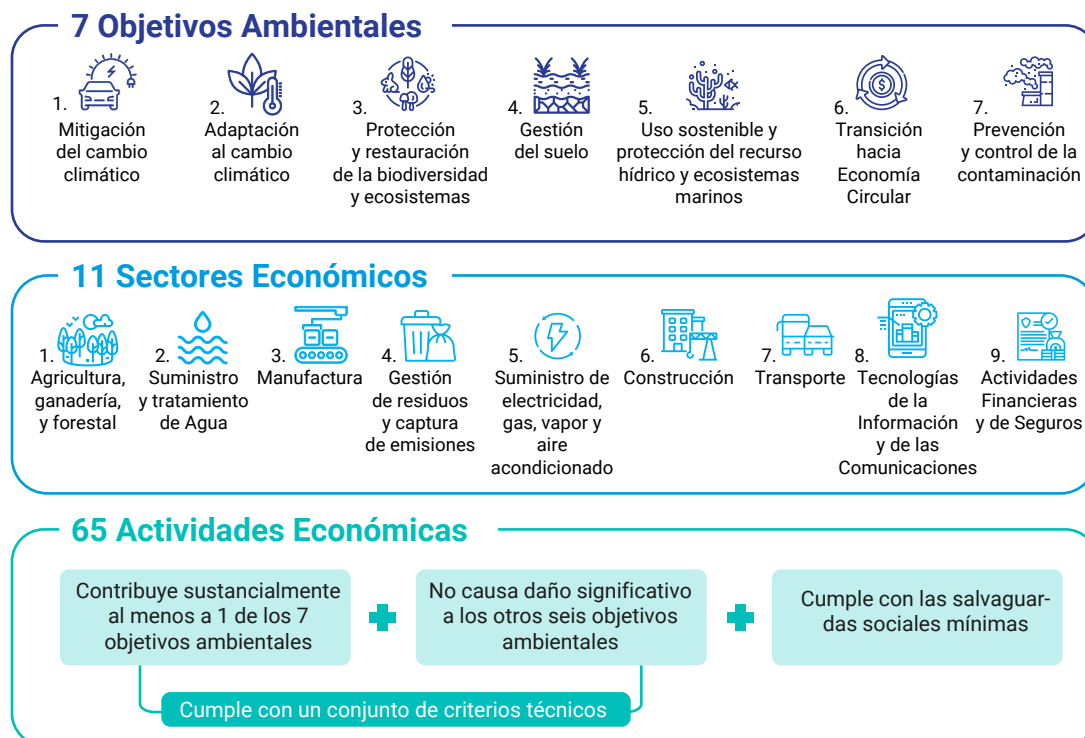 7 Objetivos Ambientales
1.
Mitigación
del cambio
climático
2.
Adaptación
al cambio
climático
3.
Protección
y restauración
de la biodiversidad
y ecosistemas
4.
Gestión
del suelo
5.
Uso sostenible y
protección del recurso
hídrico y ecosistemas
marinos
6.
Transición
hacia
Economía
Circular
7.
Prevención
y control de la
contaminación
11 Sectores Económicos
1.
Agricultura,
ganadería,
y forestal
2.
Suministro
y tratamiento
de Agua
3.
Manufactura
4.
Gestión
de residuos
y captura
de emisiones
5.
Suministro de
electricidad,
gas, vapor y
aire
acondicionado
6.
Construcción
7.
Transporte
8.
Tecnologías
de la
Información
y de las
Comunicaciones
9.
Actividades
Financieras
y de Seguros
65 Actividades Económicas
Contribuye sustancialmente
al menos a 1 de los 7
objetivos ambientales
No causa daño significativo
a los otros seis objetivos
ambientales
Cumple con las salvaguar-
das sociales mínimas
Cumple con un conjunto de criterios técnicos